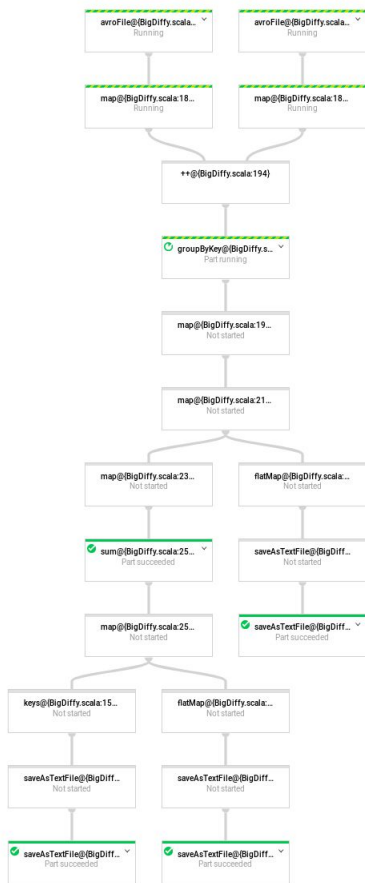 avroFile@{BigDiffy.scala... avroFile@{BigDiffy.scala...
Running Running
map@{BigDiffy.scala:18... map@{BigDiffy.scala:18...
Running Running
++@{BigDiffy.scala:194}
groupByKey@{BigDiffy.s...
Part running
map@{BigDiffy.scala:19...
Not started
map@{BigDiffy.scala:21...
Not started
map@{BigDiffy.scala:23... flatMap@{BigDiffy.scala:...
Not started Not started
sum@{BigDiffy.scala:25... saveAsTextFile@{BigDiff...
Part succeeded Not started
map@{BigDiffy.scala:25... saveAsTextFile@{BigDiff...
Not started Part succeeded
keys@{BigDiffy.scala:15... flatMap@{BigDiffy.scala:...
Not started Not started
saveAsTextFile@{BigDiff... saveAsTextFile@{BigDiff...
Not started Not started
saveAsTextFile@{BigDiff... saveAsTextFile@{BigDiff...
Part succeeded Part succeeded